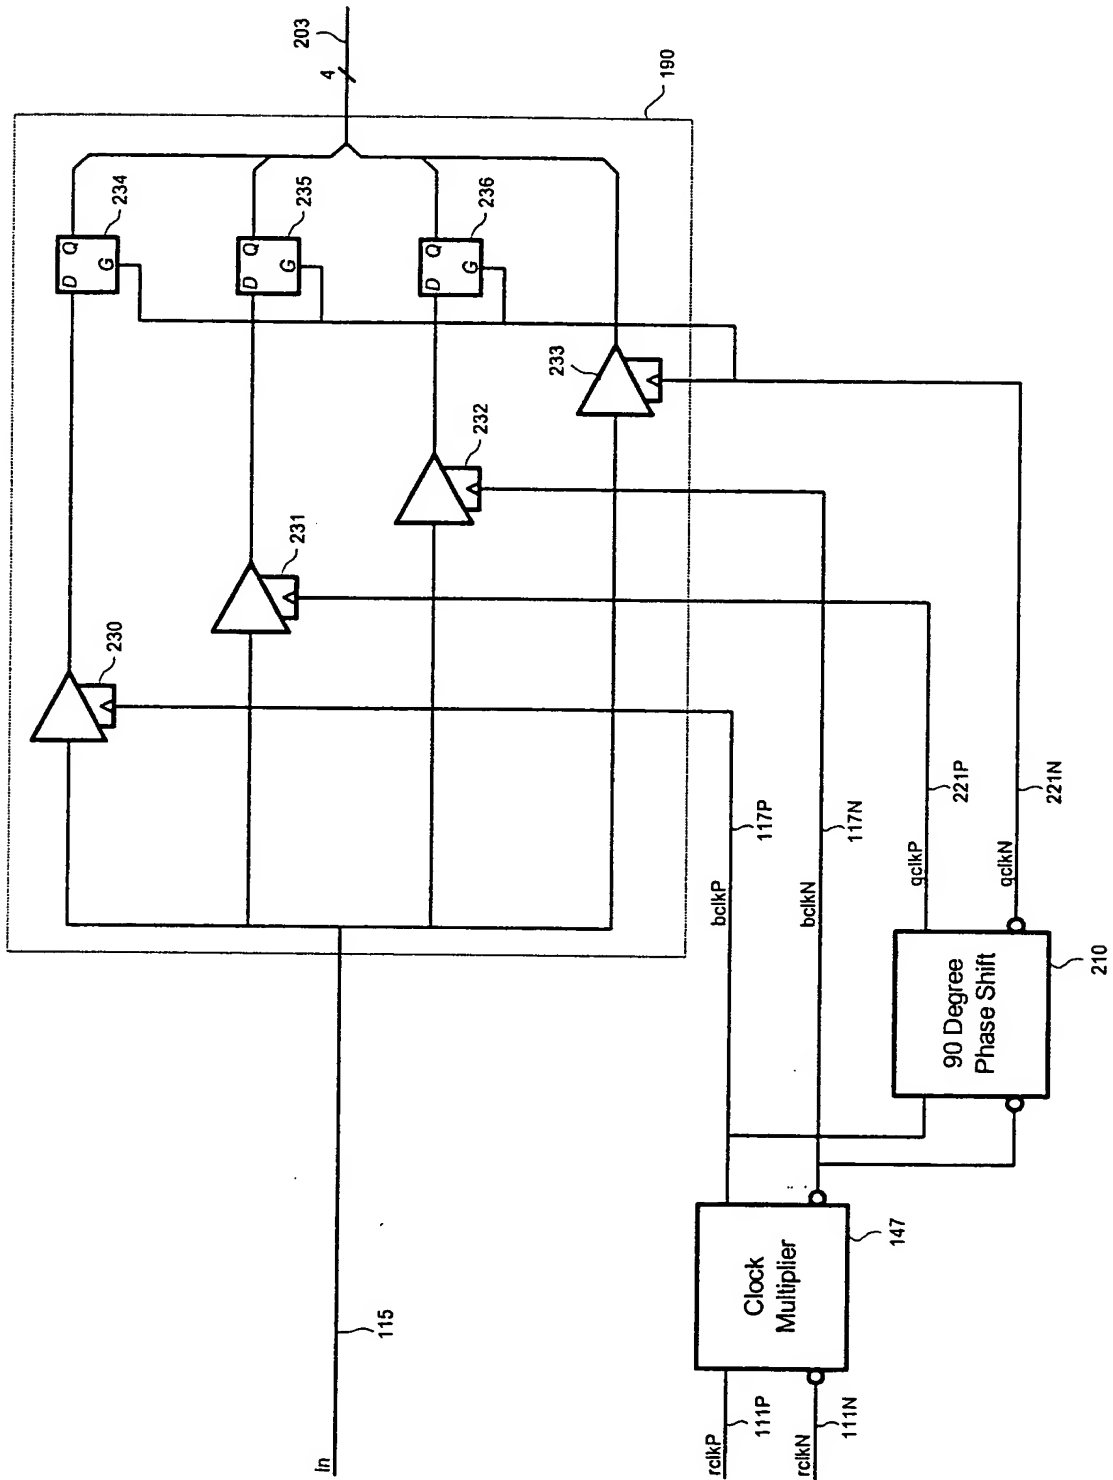 203
4
190
234
D
Q
G
235
D
Q
G
236
D
Q
G
233
232
231
230
In
115
bclkP
117P
bclkN
117N
qclkP
221P
qclkN
221N
90 Degree
Phase Shift
210
Clock
Multiplier
147
rclkP
111P
rclkN
111N